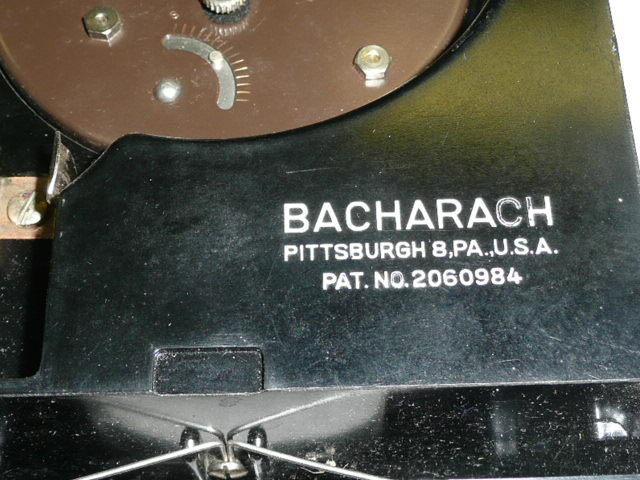 BACHARACH
PITTSBURGH 8,PA.,U.S.A.
PAT. NO.2060984